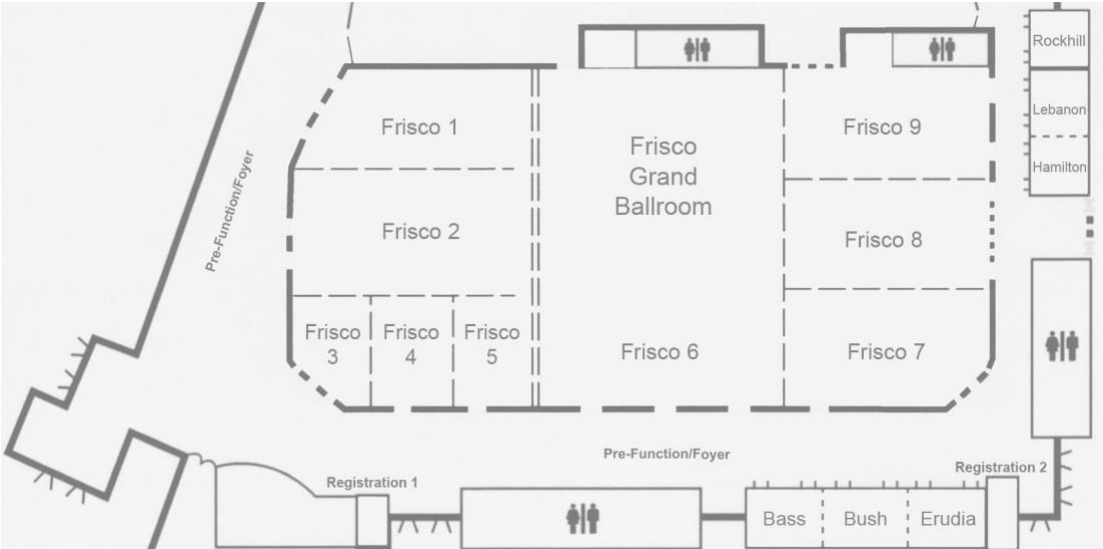 Rockhill
Lebanon
Hamilton
Frisco 1
Frisco
Grand
Ballroom
Frisco 9
Pre-Function/Foyer
Frisco 2
Frisco 8
Frisco
3
Frisco
4
Frisco
5
Frisco 6
Frisco 7
Pre-Function/Foyer
Registration 1
Registration 2
Bass
Bush
Erudia